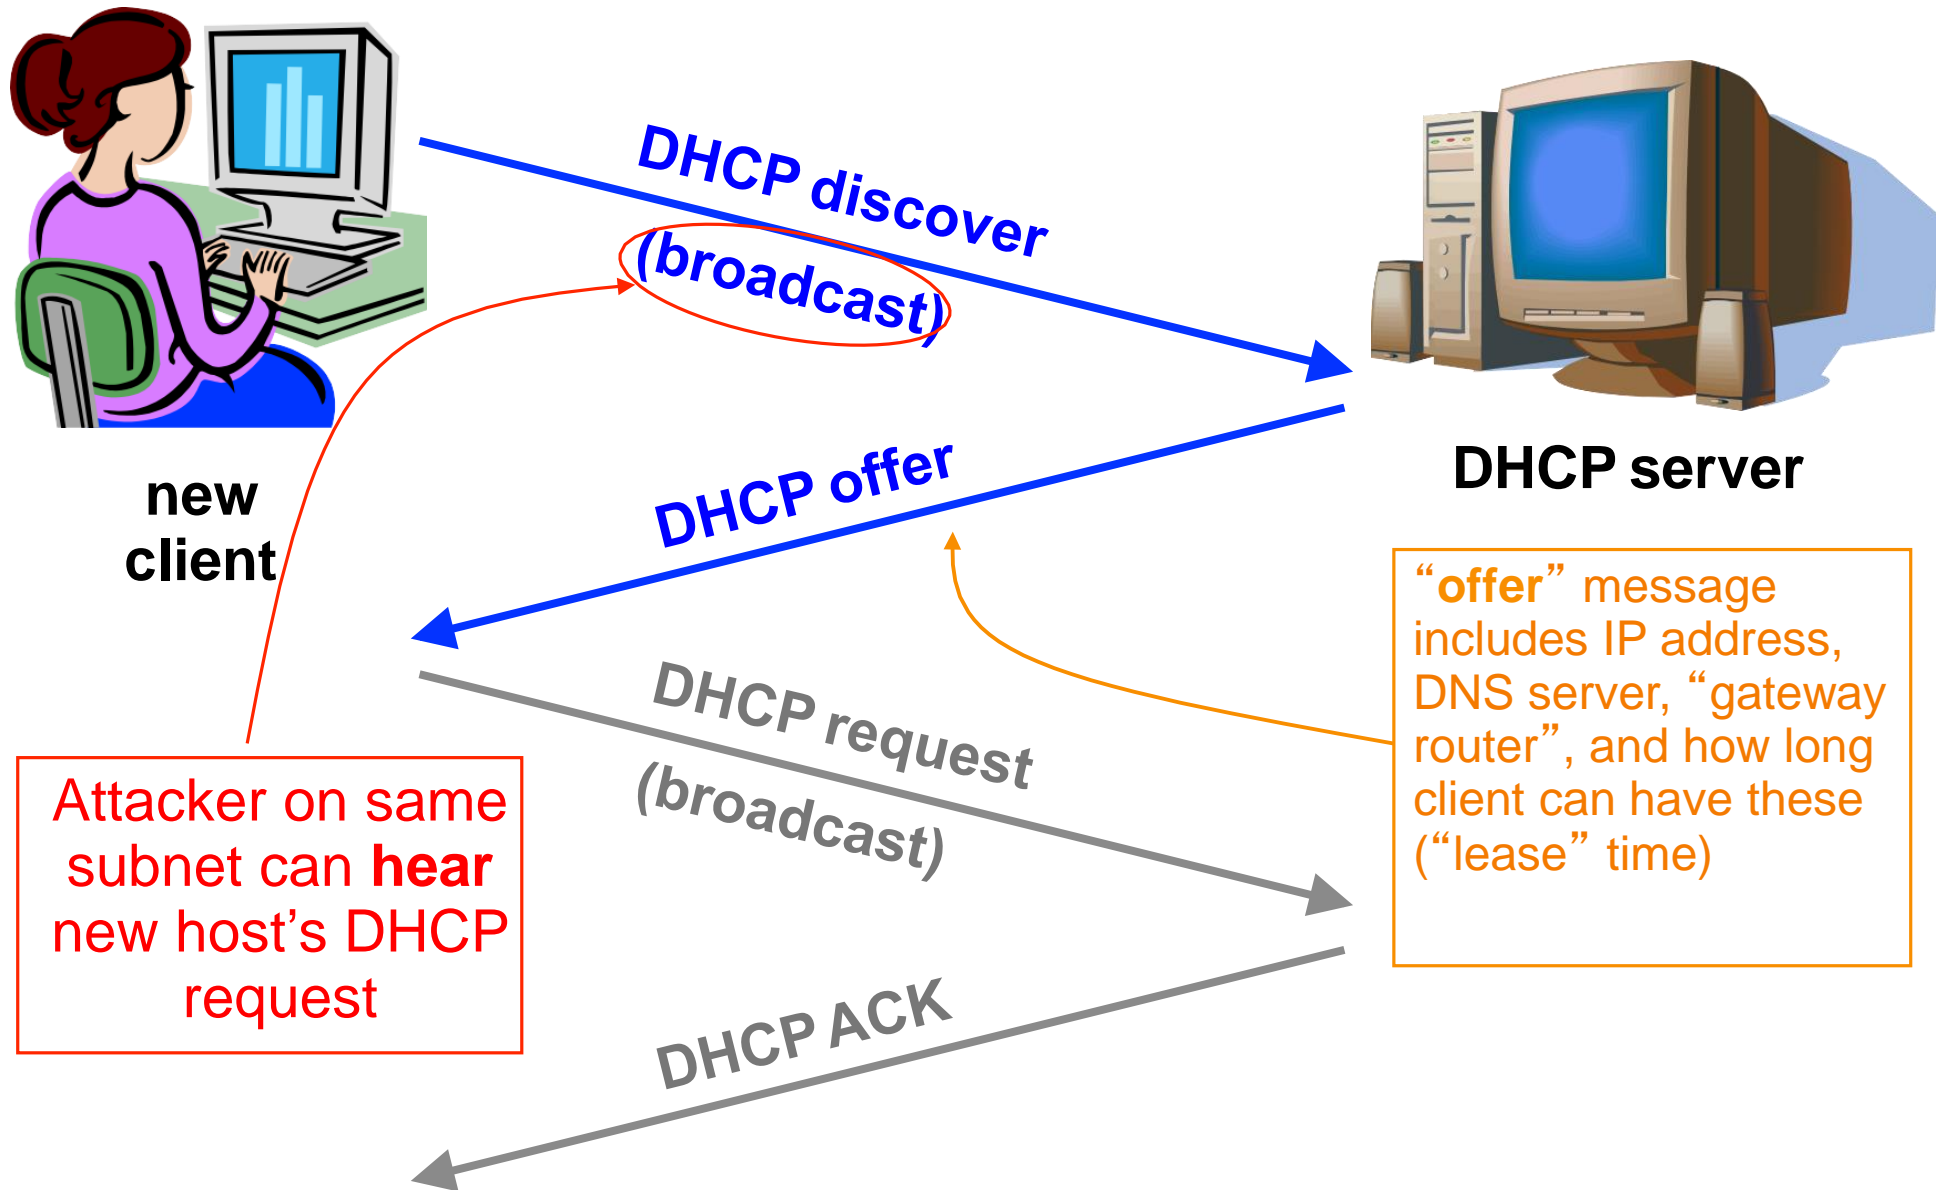 DHCP discover
(broadcast)
DHCP offer
DHCP server
new
client
“offer” message
includes IP address,
DNS server, “gateway
router”, and how long
client can have these
(“lease” time)
DHCP request
(broadcast)
Attacker on same
subnet can hear
new host’s DHCP
request
DHCP ACK